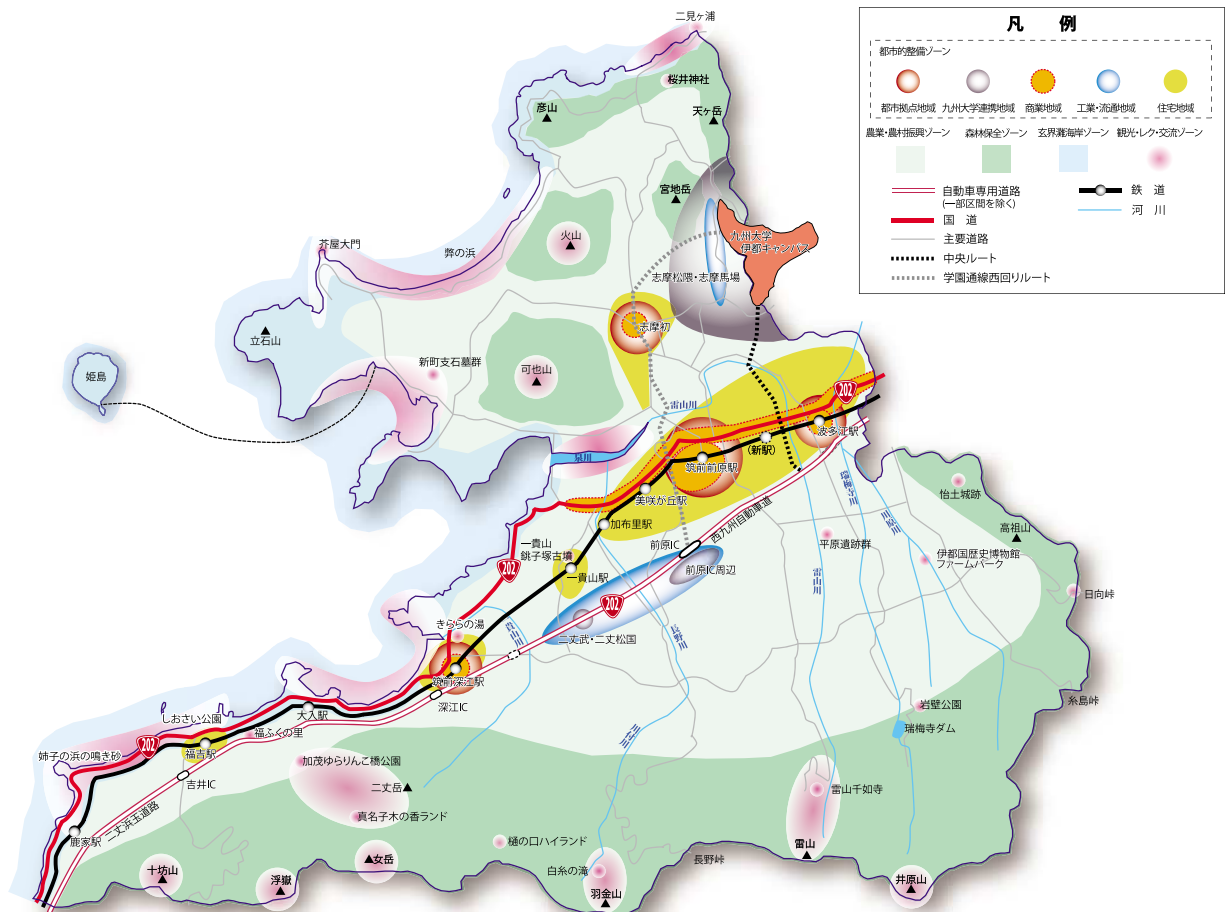 凡 例
都市的整備ゾーン
都市拠点地域
九州大学連携地域
商業地域
工業・流通地域
住宅地域
農業・農村振興ゾーン
森林保全ゾーン
玄界灘海岸ゾーン
観光・レク・交流ゾーン
自動車専用道路
(一部区間を除く)
国 道
主要道路
中央ルート
学園通線西回りルート
鉄 道
河 川
二見ヶ浦
桜井神社
彦山
天ヶ岳
宮地岳
九州大学
伊都キャンパス
火山
芥屋大門
弊の浜
志摩松隈・志摩馬場
志摩初
立石山
姫島
新町支石墓群
可也山
雷山川
泉川
202
波多江駅
(新駅)
筑前前原駅
美咲が丘駅
加布里駅
西九州自動車道
瑞梅寺川
川原川
怡土城跡
高祖山
前原IC
平原遺跡群
伊都国歴史博物館
ファームパーク
一貴山
銚子塚古墳
一貴山駅
前原IC周辺
202
202
雷山川
日向峠
きららの湯
二丈武・二丈松国
長野川
筑前深江駅
深江IC
糸島峠
岩壁公園
瑞梅寺ダム
しおさい公園
大入駅
福ふくの里
202
福吉駅
姉子の浜の鳴き砂
吉井IC
加茂ゆらりんこ橋公園
二丈岳
雷山千如寺
真名子木の香ランド
二丈浜玉道路
鹿家駅
樋の口ハイランド
雷山
長野峠
女岳
白糸の滝
十坊山
浮嶽
羽金山
井原山